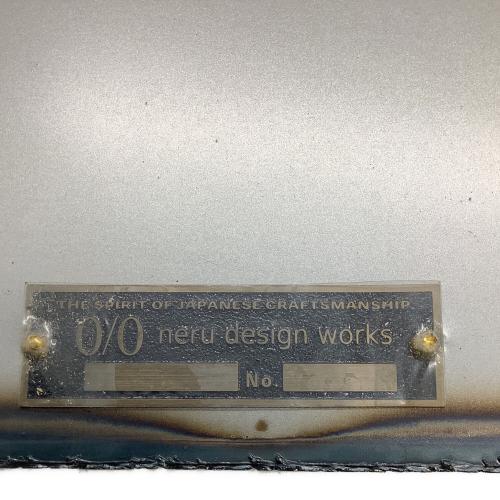 THE SPIRIT OF JAPANESE CRAFTSMANSHIP
0/0 neru design works
No.